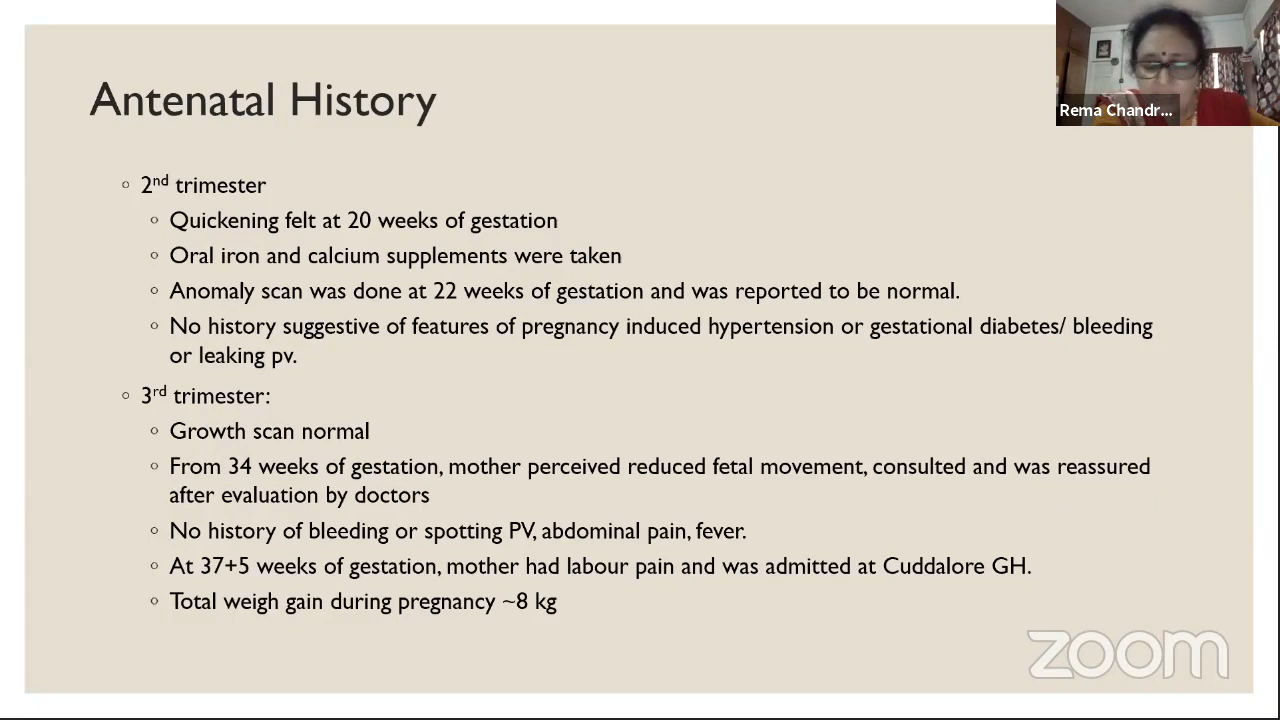 Antenatal History
Rema Chandr...
◦ 2nd trimester
◦ Quickening felt at 20 weeks of gestation
◦ Oral iron and calcium supplements were taken
◦ Anomaly scan was done at 22 weeks of gestation and was reported to be normal.
◦ No history suggestive of features of pregnancy induced hypertension or gestational diabetes/ bleeding
or leaking pv.
◦ 3rd trimester:
◦ Growth scan normal
◦ From 34 weeks of gestation, mother perceived reduced fetal movement, consulted and was reassured
after evaluation by doctors
◦ No history of bleeding or spotting PV, abdominal pain, fever.
◦ At 37+5 weeks of gestation, mother had labour pain and was admitted at Cuddalore GH.
◦ Total weigh gain during pregnancy ~8 kg
zoom